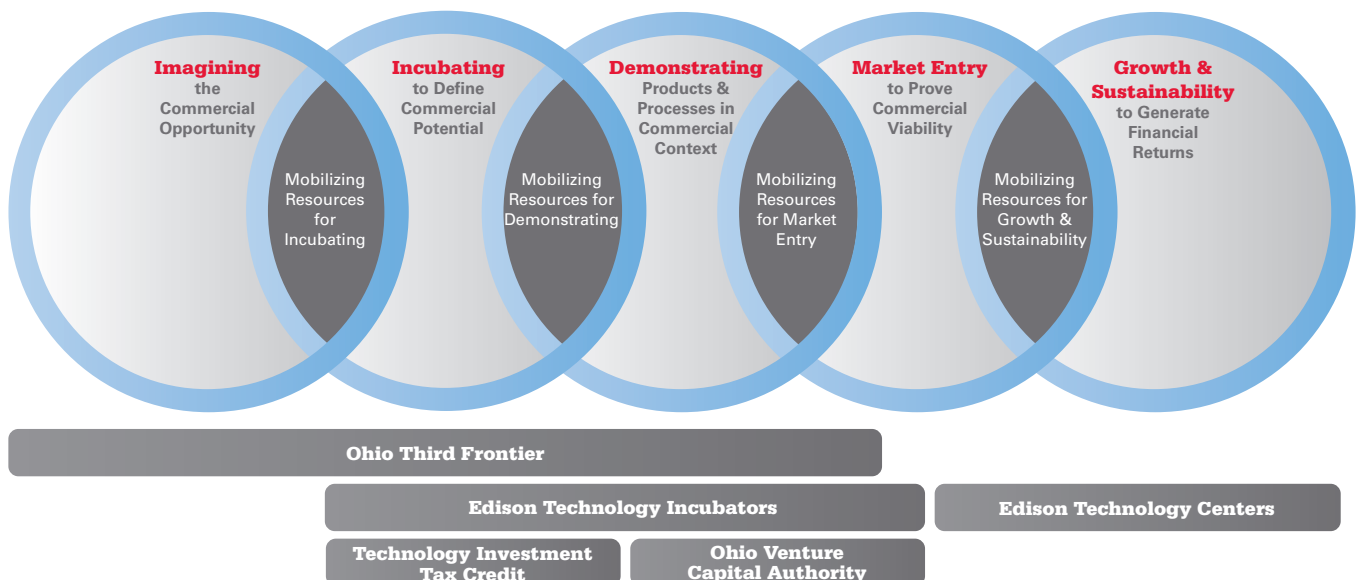 Imagining
the
Commercial
Opportunity
Incubating
to Define
Commercial
Potential
Demonstrating
Products &
Processes in
Commercial
Context
Market Entry
to Prove
Commercial
Viability
Growth &
Sustainability
to Generate
Financial
Returns
Mobilizing
Resources
for
Incubating
Mobilizing
Resources for
Demonstrating
Mobilizing
Resources
for Market
Entry
Mobilizing
Resources for
Growth &
Sustainability
Ohio Third Frontier
Edison Technology Incubators
Edison Technology Centers
Technology Investment
Tax Credit
Ohio Venture
Capital Authority